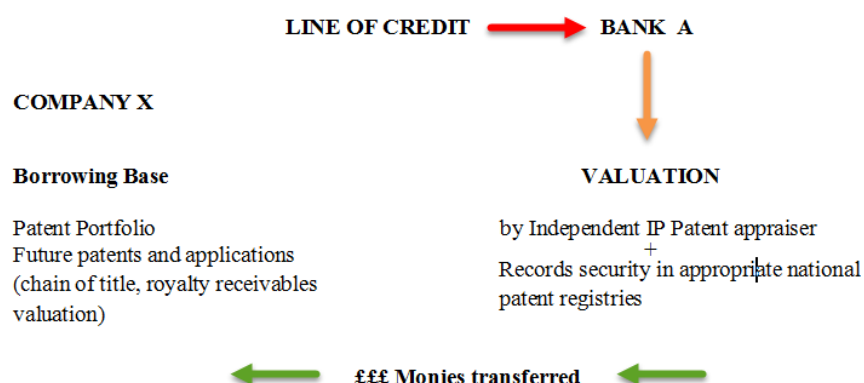 LINE OF CREDIT
BANK A
COMPANY X
Borrowing Base
VALUATION
Patent Portfolio
Future patents and applications
(chain of title, royalty receivables
valuation)
by Independent IP Patent appraiser
+
Records security in appropriate national
patent registries
£££ Monies transferred